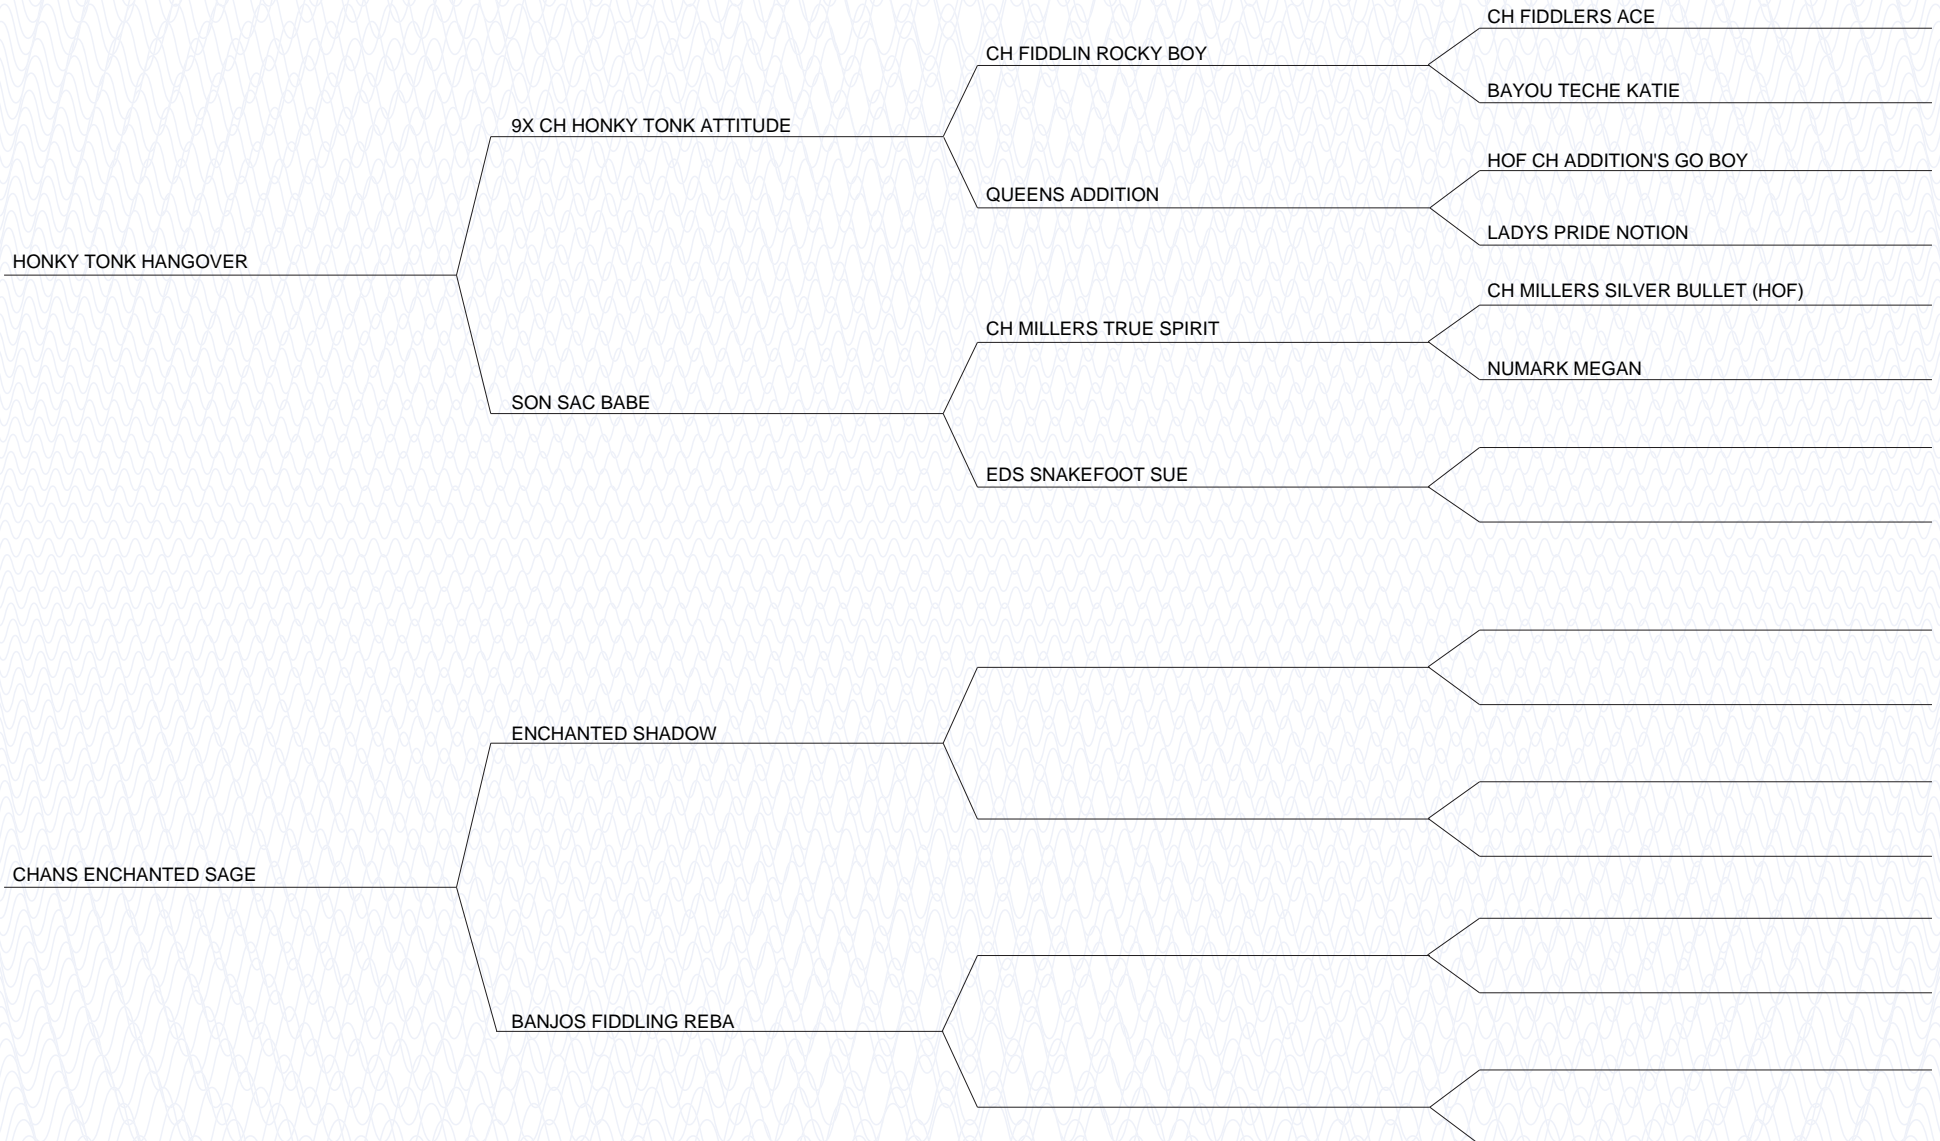 CH FIDDLERS ACE
CH FIDDLIN ROCKY BOY
BAYOU TECHE KATIE
9X CH HONKY TONK ATTITUDE
HOF CH ADDITION'S GO BOY
QUEENS ADDITION
LADYS PRIDE NOTION
HONKY TONK HANGOVER
CH MILLERS SILVER BULLET (HOF)
CH MILLERS TRUE SPIRIT
NUMARK MEGAN
SON SAC BABE
EDS SNAKEFOOT SUE
ENCHANTED SHADOW
CHANS ENCHANTED SAGE
BANJOS FIDDLING REBA